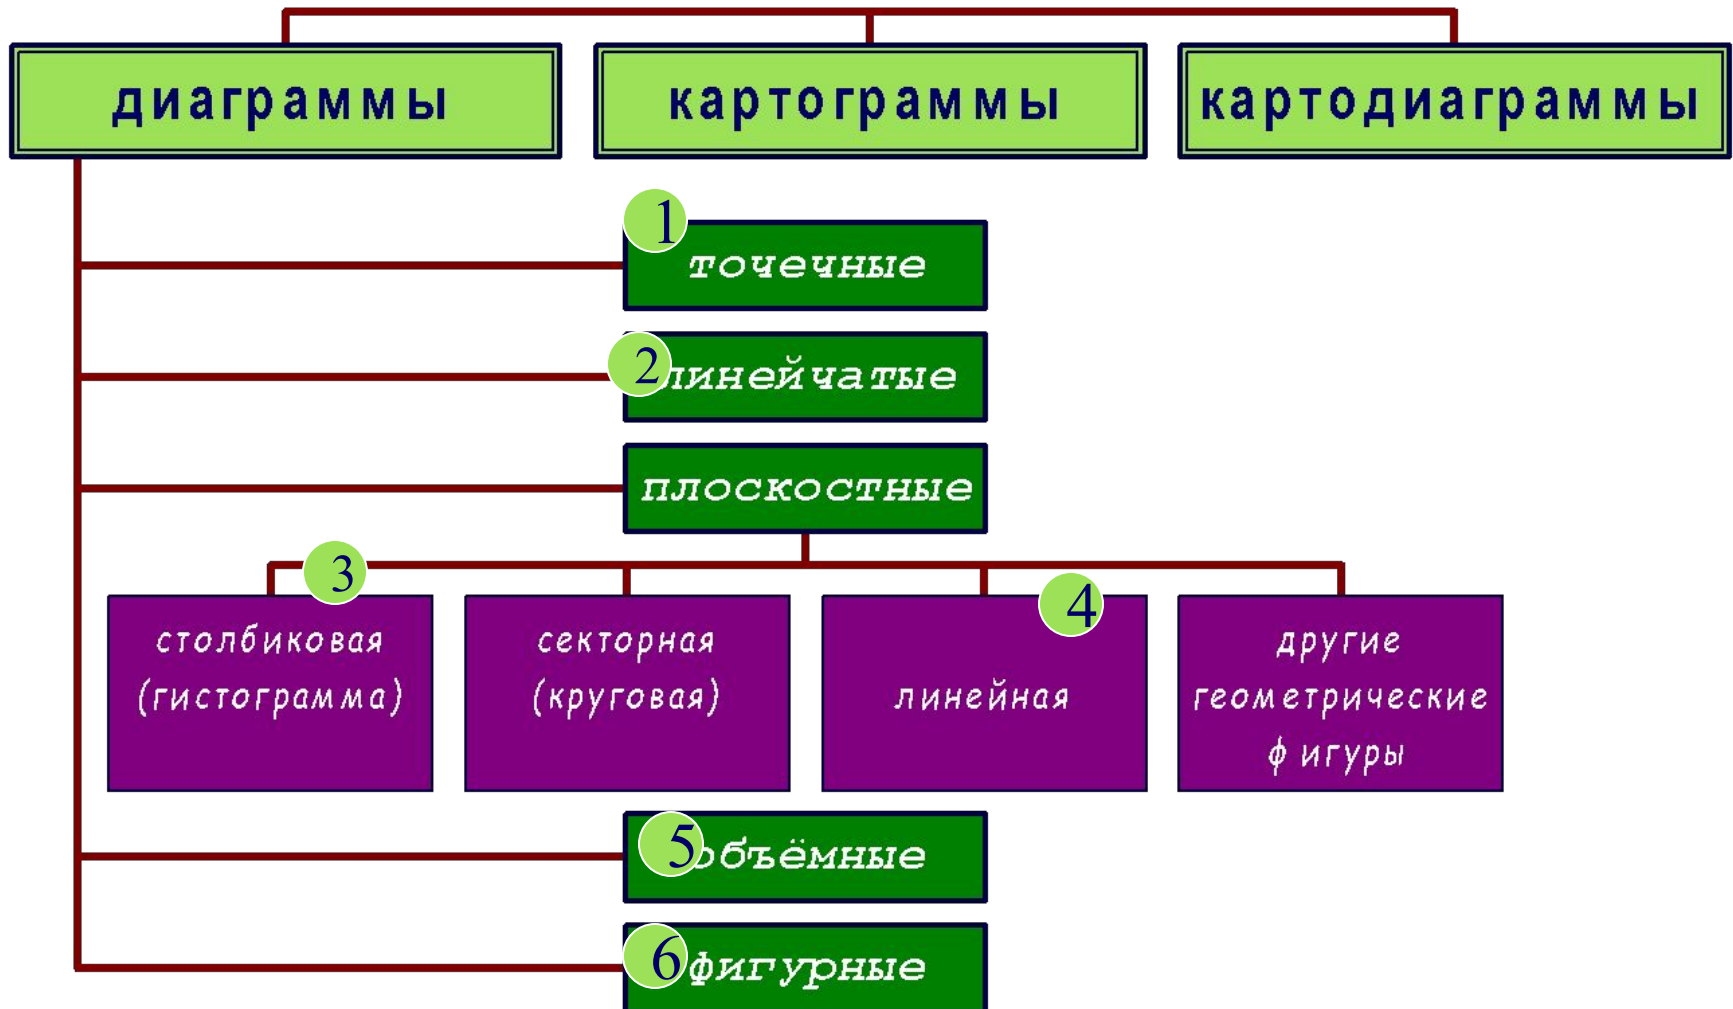 диаграммы
картограммы
картодиаграммы
1
точечные
2
линейчатые
плоскостные
3
столбиковая
(гистограмма)
секторная
(круговая)
4
линейная
другие
геометрические
фигуры
5
объёмные
6
фигурные